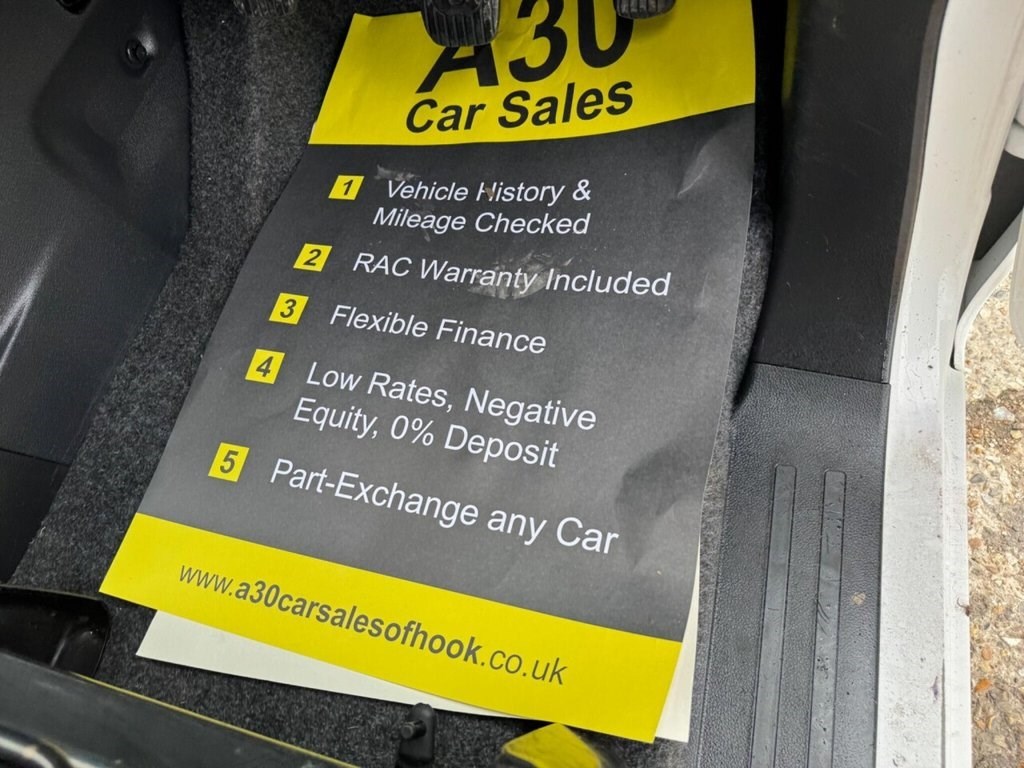 A30
Car Sales
1 Vehicle History &
Mileage Checked
2 RAC Warranty Included
3 Flexible Finance
4 Low Rates, Negative
Equity, 0% Deposit
5 Part-Exchange any Car
www.a30carsalesofhook.co.uk